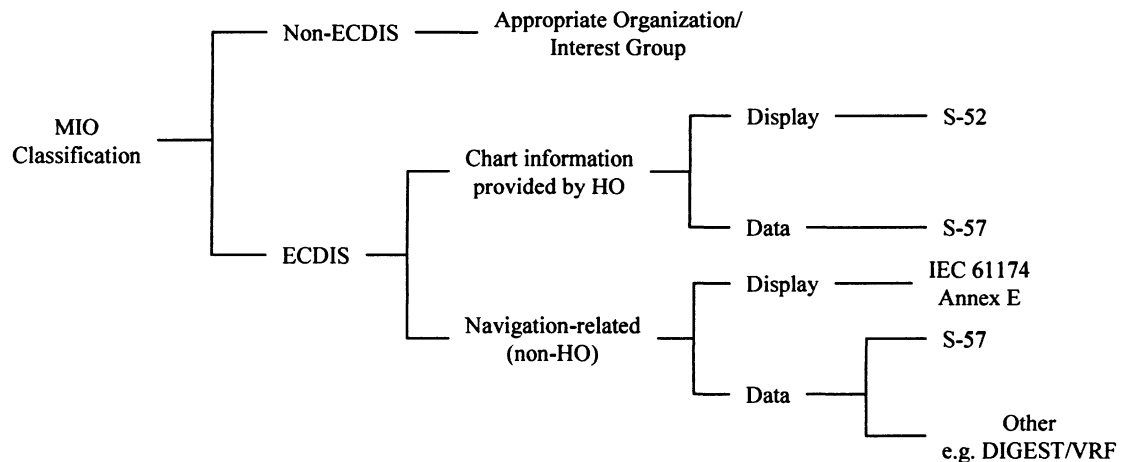 Non-ECDIS
Appropriate Organization/
Interest Group
MIO
Classification
Display
S-52
Chart information
provided by HO
Data
S-57
ECDIS
Display
IEC 61174
Annex E
Navigation-related
(non-HO)
S-57
Data
Other
e.g. DIGEST/VRF